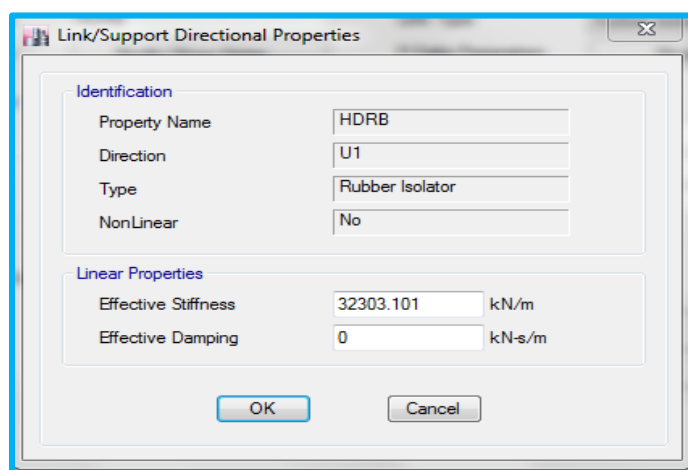 Link/Support Directional Properties
Identification
Property Name HDRB
Direction U1
Type Rubber Isolator
NonLinear No
Linear Properties
Effective Stiffness 32303.101 kN/m
Effective Damping 0 kN-s/m
OK Cancel